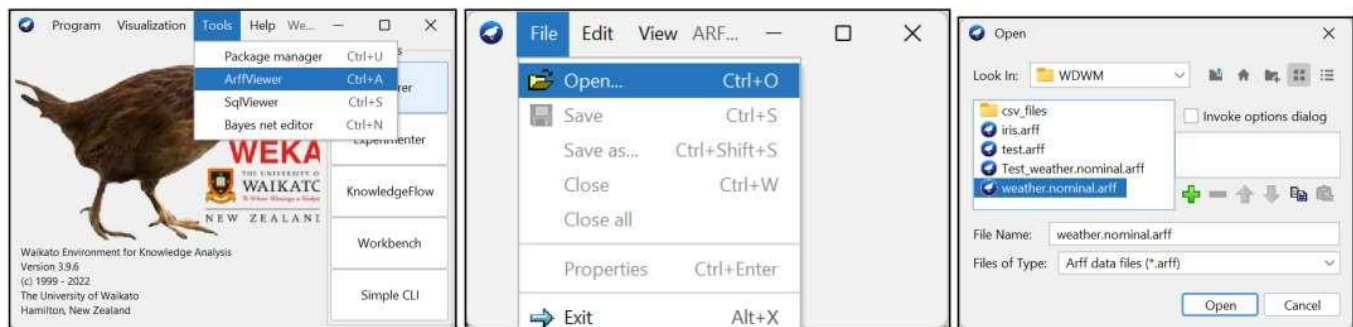 Program Visualization Tools Help We...
Package manager Ctrl+U
ArffViewer Ctrl+A
SqlViewer Ctrl+S
Bayes net editor Ctrl+N
WEKA
THE UNIVERSITY OF
WAIKATO
NEW ZEALAND
KnowledgeFlow
Workbench
Simple CLI
Waikato Environment for Knowledge Analysis
Version 3.9.6
(c) 1999 - 2022
The University of Waikato
Hamilton, New Zealand
File Edit View ARF...
Open... Ctrl+O
Save Ctrl+S
Save as... Ctrl+Shift+S
Close Ctrl+W
Close all
Properties Ctrl+Enter
Exit Alt+X
Open
Look In: WDWM
csv_files
iris.arff
test.arff
Test_weather.nominal.arff
weather.nominal.arff
Invoke options dialog
File Name: weather.nominal.arff
Files of Type: Arff data files (*.arff)
Open Cancel